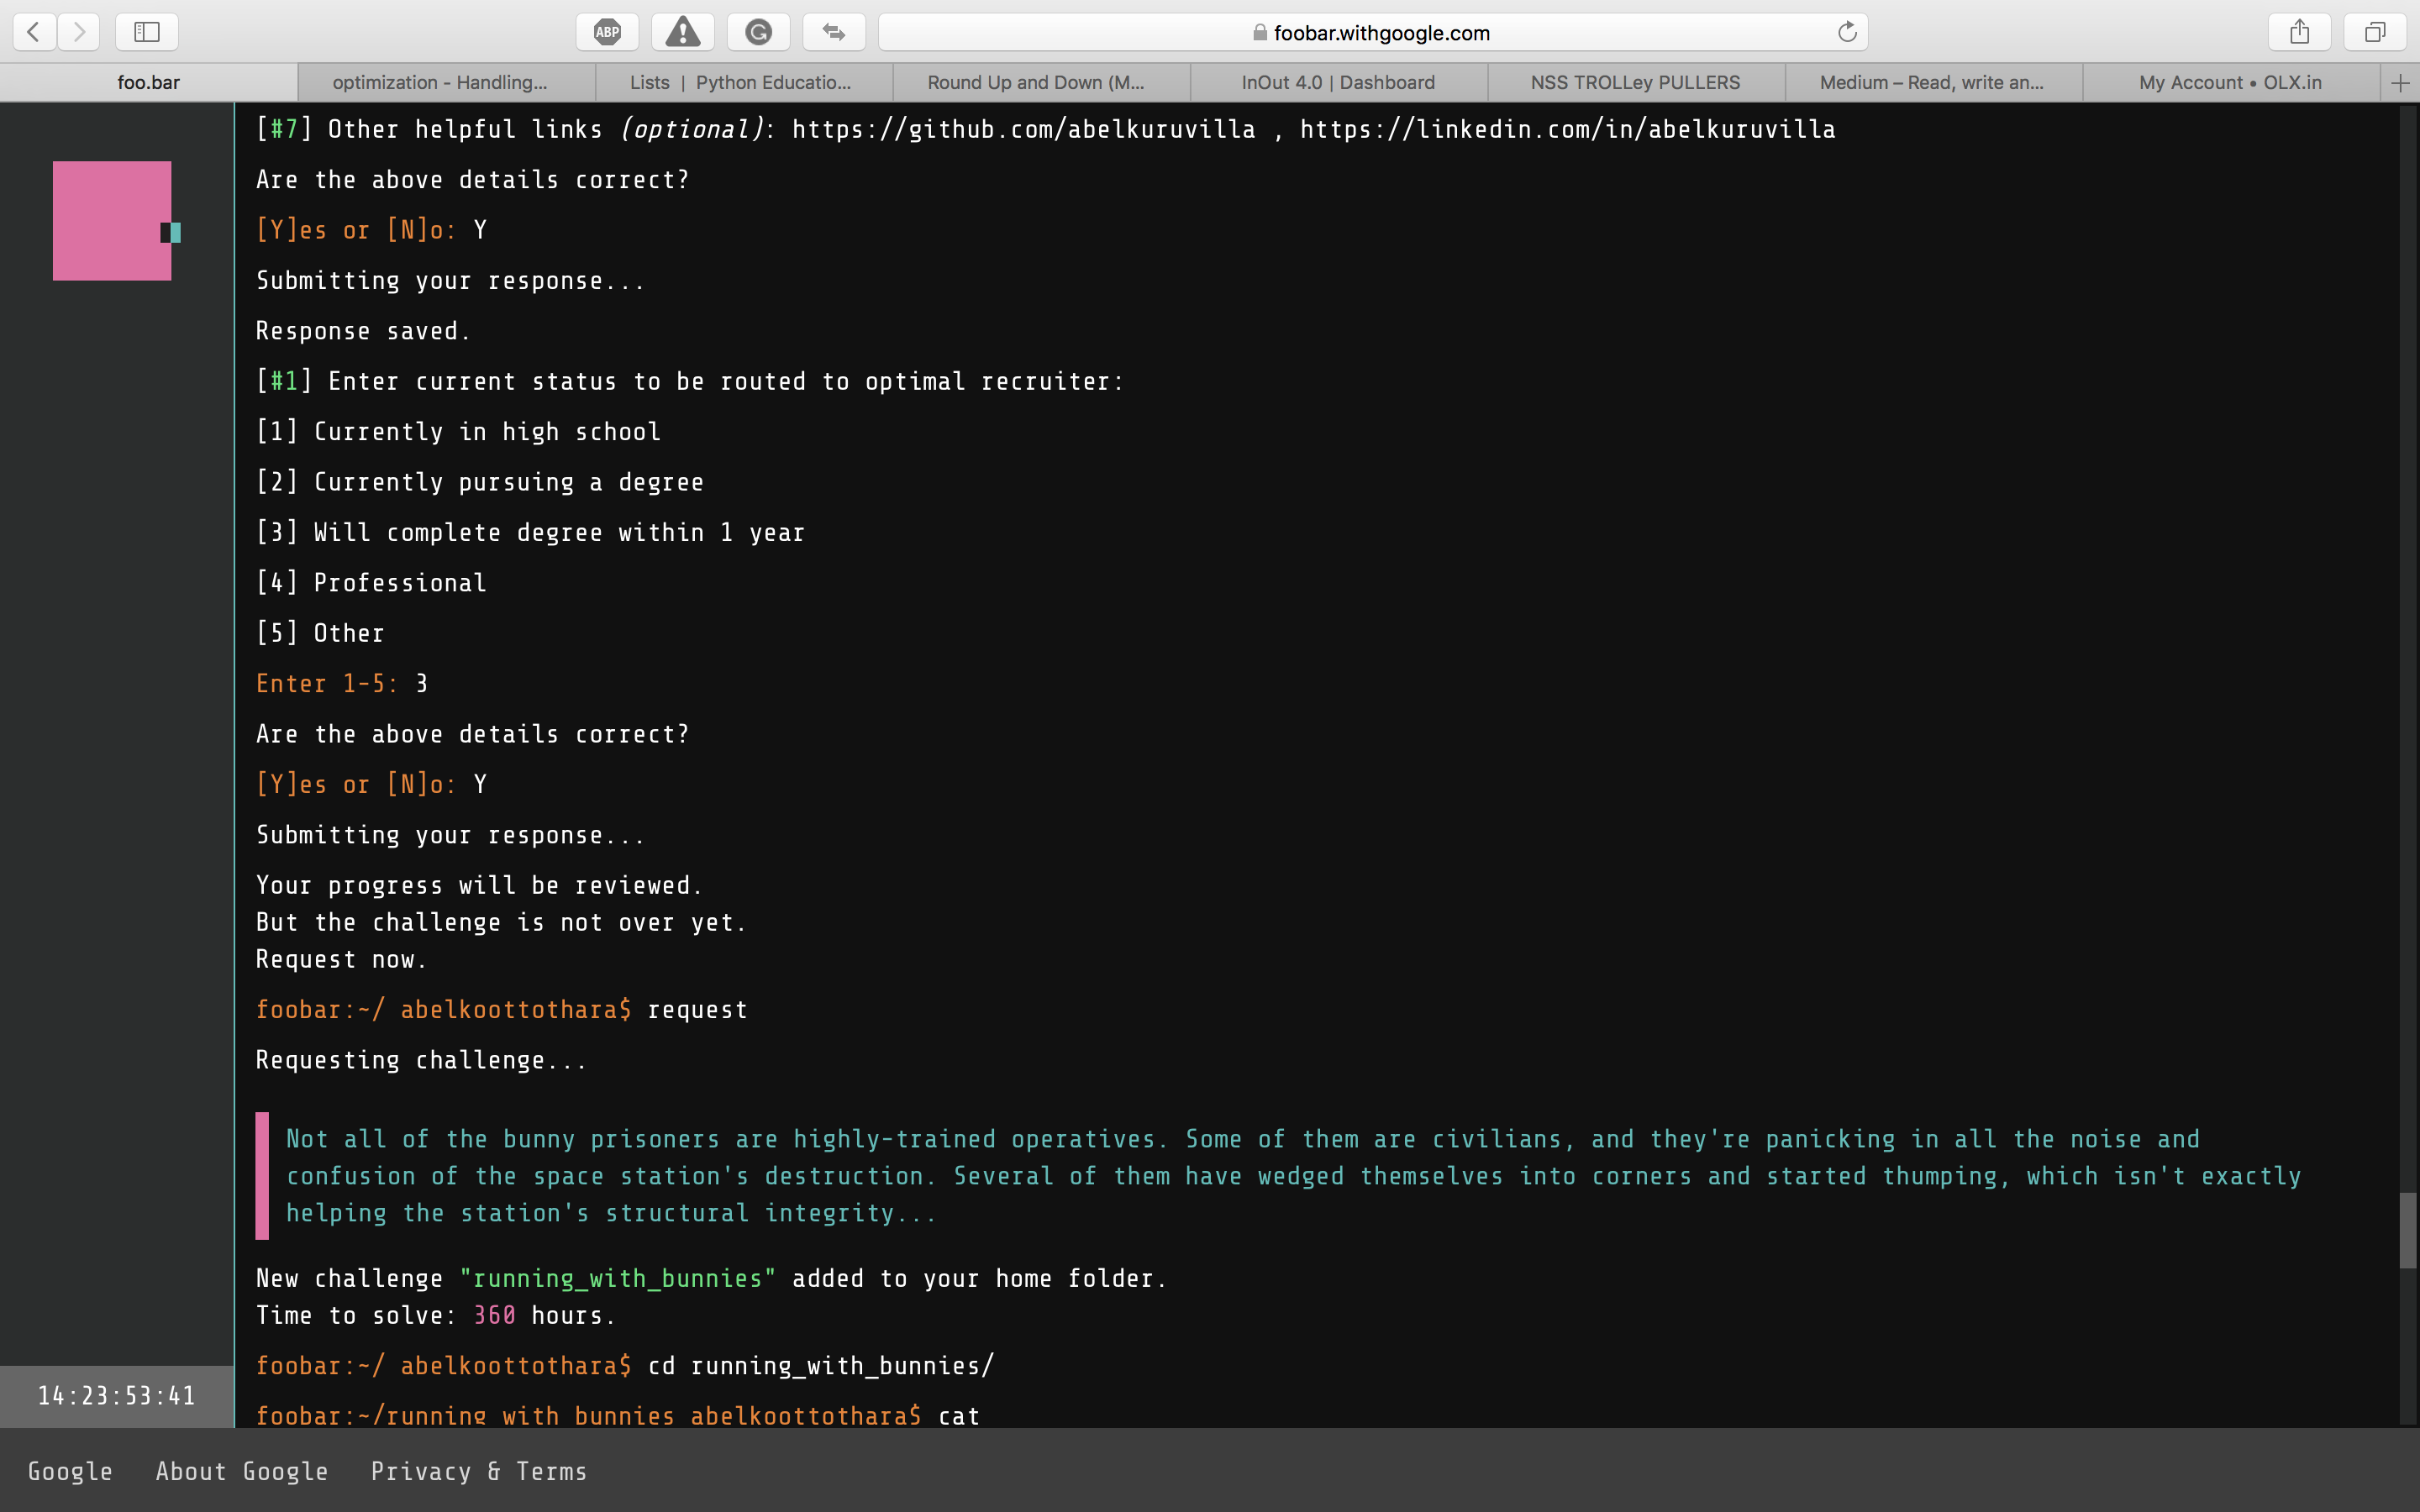 ABP
foobar.withgoogle.com
foo.bar
optimization - Handling...
Lists | Python Educatio...
Round Up and Down (M...
InOut 4.0 | Dashboard
NSS TROLLey PULLERS
Medium – Read, write an...
My Account • OLX.in
[#7] Other helpful links (optional): https://github.com/abelkuruvilla , https://linkedin.com/in/abelkuruvilla
Are the above details correct?
[Y]es or [N]o: Y
Submitting your response...
Response saved.
[#1] Enter current status to be routed to optimal recruiter:
[1] Currently in high school
[2] Currently pursuing a degree
[3] Will complete degree within 1 year
[4] Professional
[5] Other
Enter 1-5: 3
Are the above details correct?
[Y]es or [N]o: Y
Submitting your response...
Your progress will be reviewed.
But the challenge is not over yet.
Request now.
foobar:~/ abelkoottothara$ request
Requesting challenge...
Not all of the bunny prisoners are highly-trained operatives. Some of them are civilians, and they're panicking in all the noise and
confusion of the space station's destruction. Several of them have wedged themselves into corners and started thumping, which isn't exactly
helping the station's structural integrity...
New challenge "running_with_bunnies" added to your home folder.
Time to solve: 360 hours.
foobar:~/ abelkoottothara$ cd running_with_bunnies/
foobar:~/running_with_bunnies abelkoottothara$ cat
14:23:53:41
Google About Google Privacy & Terms